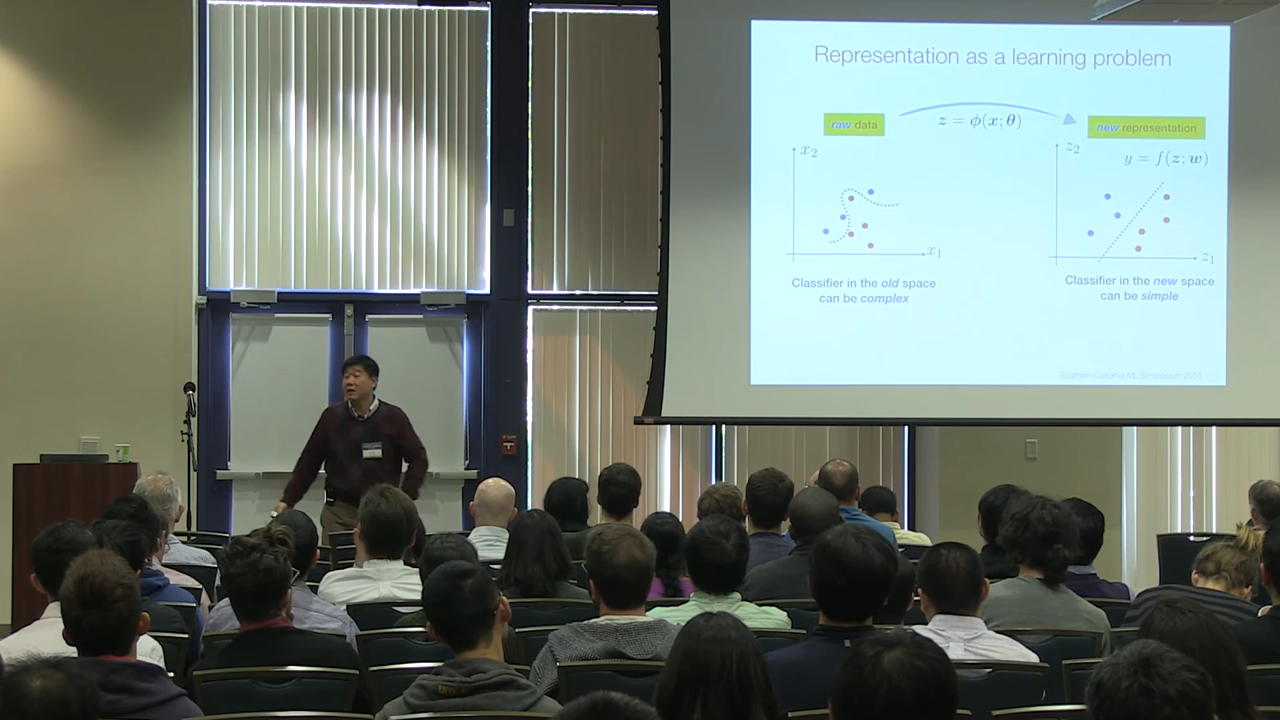 Representation as a learning problem
raw data
z = ϕ(x; θ)
new representation
x₂
x₁
z₂
y = f(z; w)
z₁
Classifier in the old space
can be complex
Classifier in the new space
can be simple
Southern California ML Symposium 2016